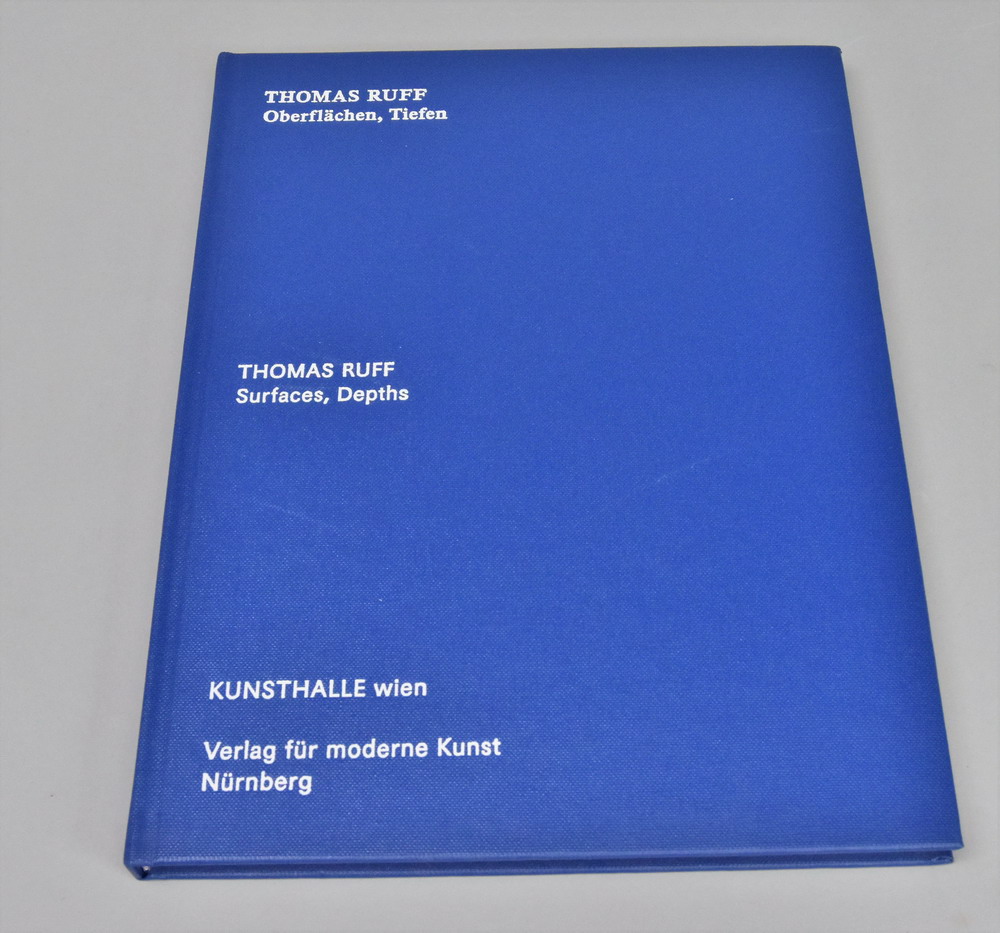 THOMAS RUFF
Oberflächen, Tiefen
THOMAS RUFF
Surfaces, Depths
KUNSTHALLE wien
Verlag für moderne Kunst
Nürnberg